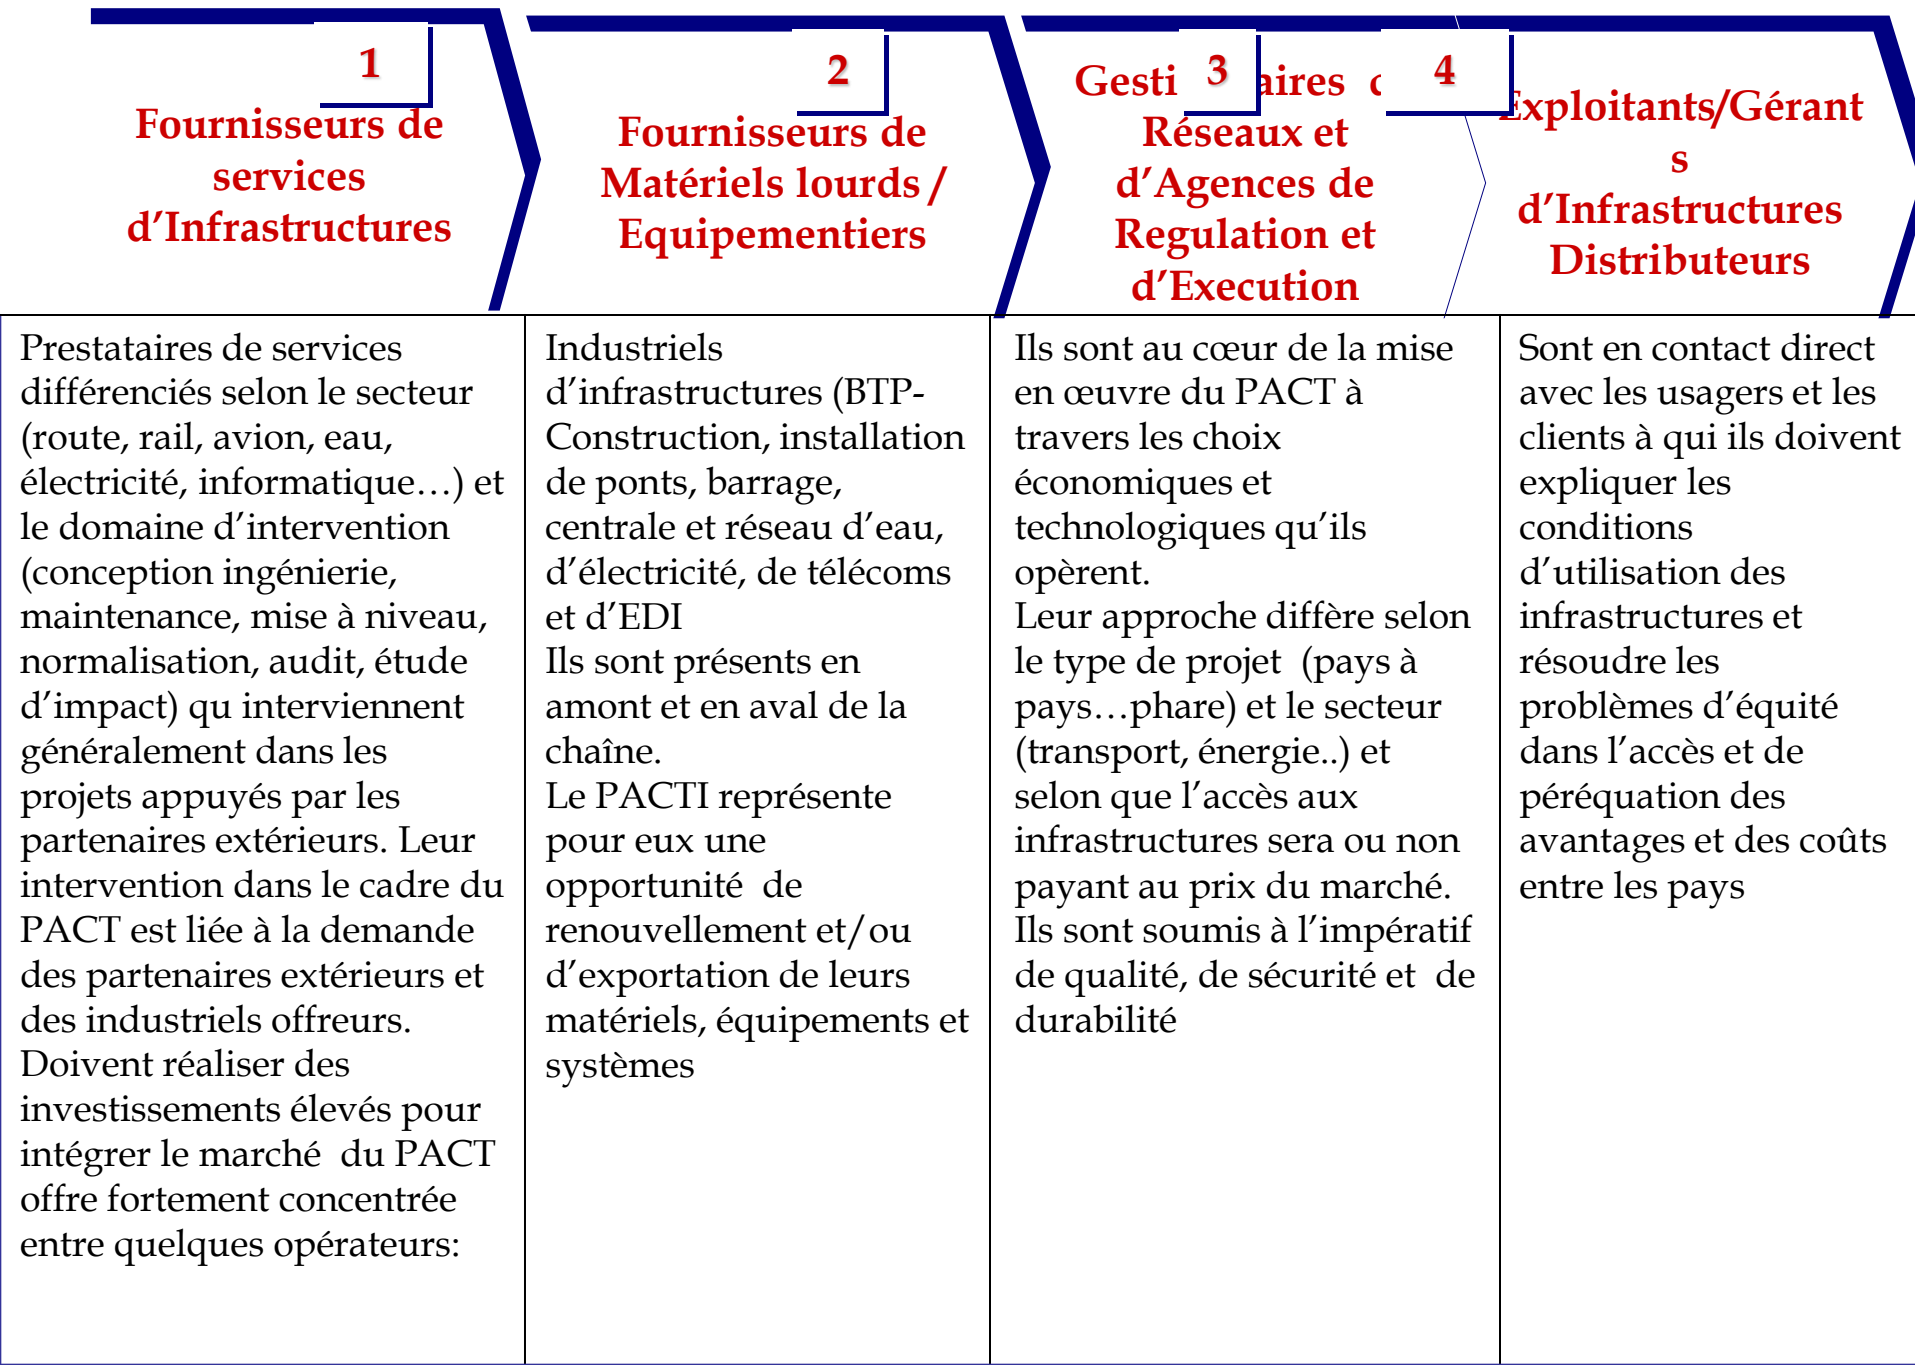 1
Fournisseurs de
services
d’Infrastructures
2
Fournisseurs de
Matériels lourds /
Equipementiers
3
Gesti aires
Réseaux et
d’Agences de
Regulation et
d’Execution
4
Exploitants/Gérant
s
d’Infrastructures
Distributeurs
Prestataires de services
différenciés selon le secteur
(route, rail, avion, eau,
électricité, informatique…) et
le domaine d’intervention
(conception ingénierie,
maintenance, mise à niveau,
normalisation, audit, étude
d’impact) qu interviennent
généralement dans les
projets appuyés par les
partenaires extérieurs. Leur
intervention dans le cadre du
PACT est liée à la demande
des partenaires extérieurs et
des industriels offreurs.
Doivent réaliser des
investissements élevés pour
intégrer le marché du PACT
offre fortement concentrée
entre quelques opérateurs:
Industriels
d’infrastructures (BTP-
Construction, installation
de ponts, barrage,
centrale et réseau d’eau,
d’électricité, de télécoms
et d’EDI
Ils sont présents en
amont et en aval de la
chaîne.
Le PACTI représente
pour eux une
opportunité de
renouvellement et/ou
d’exportation de leurs
matériels, équipements et
systèmes
Ils sont au cœur de la mise
en œuvre du PACT à
travers les choix
économiques et
technologiques qu’ils
opèrent.
Leur approche diffère selon
le type de projet (pays à
pays…phare) et le secteur
(transport, énergie..) et
selon que l’accès aux
infrastructures sera ou non
payant au prix du marché.
Ils sont soumis à l’impératif
de qualité, de sécurité et de
durabilité
Sont en contact direct
avec les usagers et les
clients à qui ils doivent
expliquer les
conditions
d’utilisation des
infrastructures et
résoudre les
problèmes d’équité
dans l’accès et de
péréquation des
avantages et des coûts
entre les pays